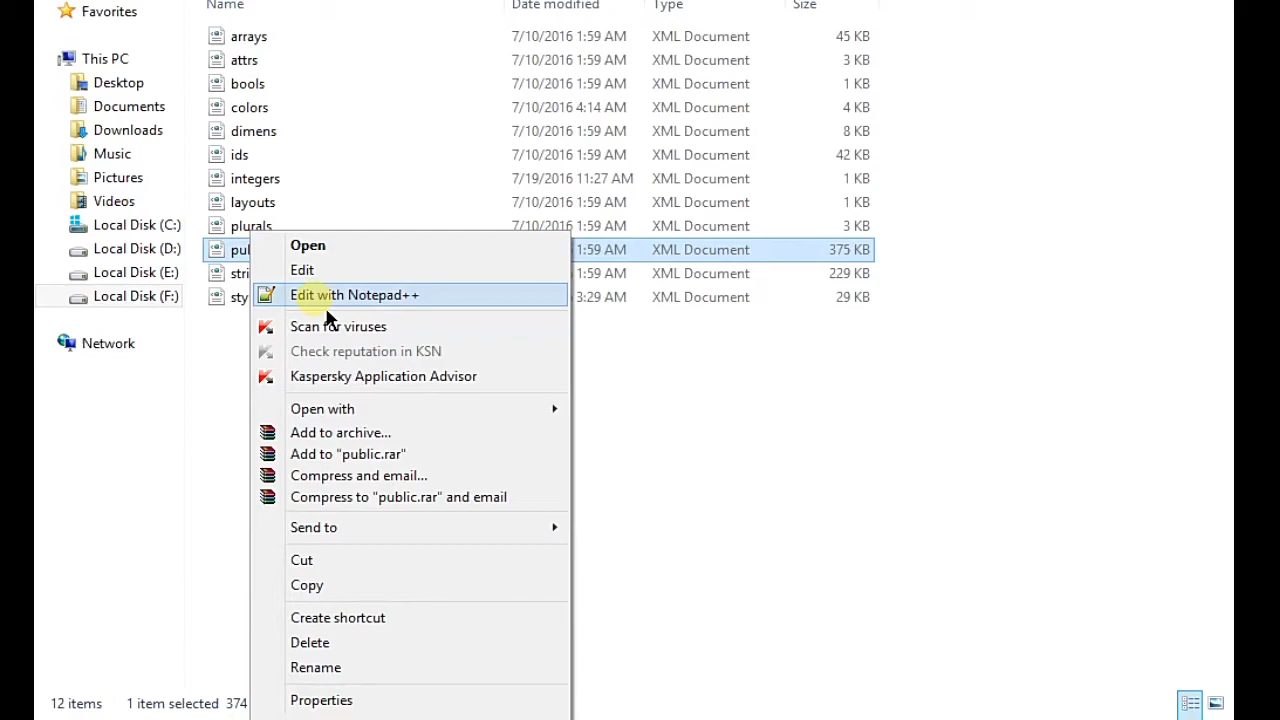 Favorites
Name Date modified Type Size
This PC
Desktop
Documents
Downloads
Music
Pictures
Videos
Local Disk (C:)
Local Disk (D:)
Local Disk (E:)
Local Disk (F:)
Network
arrays 7/10/2016 1:59 AM XML Document 45 KB
attrs 7/10/2016 1:59 AM XML Document 3 KB
bools 7/10/2016 1:59 AM XML Document 1 KB
colors 7/10/2016 4:14 AM XML Document 4 KB
dimens 7/10/2016 1:59 AM XML Document 8 KB
ids 7/10/2016 1:59 AM XML Document 42 KB
integers 7/19/2016 11:27 AM XML Document 1 KB
layouts 7/10/2016 1:59 AM XML Document 1 KB
plurals 7/10/2016 1:59 AM XML Document 3 KB
pul 1:59 AM XML Document 375 KB
stri 1:59 AM XML Document 229 KB
sty 3:29 AM XML Document 29 KB
Open
Edit
Edit with Notepad++
Scan for viruses
Check reputation in KSN
Kaspersky Application Advisor
Open with
Add to archive...
Add to "public.rar"
Compress and email...
Compress to "public.rar" and email
Send to
Cut
Copy
Create shortcut
Delete
Rename
Properties
12 items 1 item selected 374